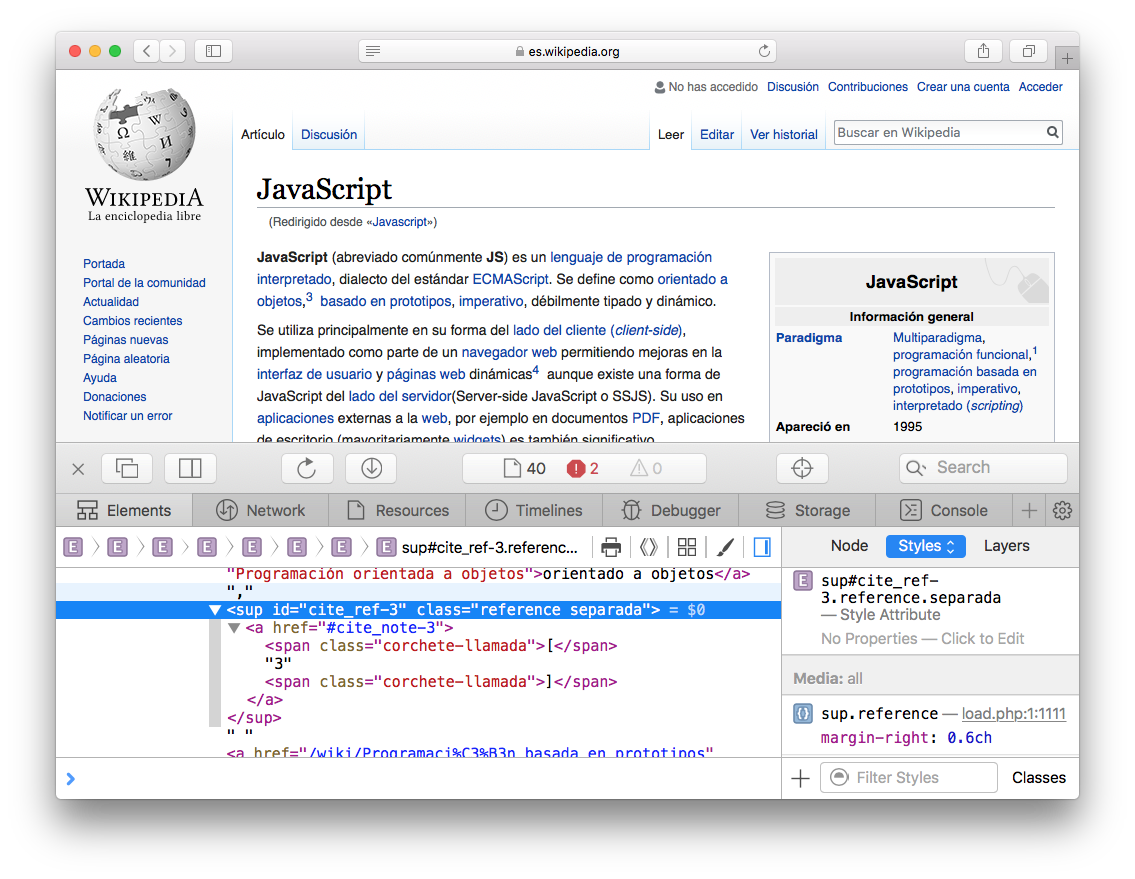 es.wikipedia.org
No has accedido Discusión Contribuciones Crear una cuenta Acceder
Artículo Discusión Leer Editar Ver historial Buscar en Wikipedia
WIKIPEDIA
La enciclopedia libre
Portada
Portal de la comunidad
Actualidad
Cambios recientes
Páginas nuevas
Página aleatoria
Ayuda
Donaciones
Notificar un error
JavaScript
(Redirigido desde «Javascript»)
JavaScript (abreviado comúnmente JS) es un lenguaje de programación
interpretado, dialecto del estándar ECMAScript. Se define como orientado a
objetos,3 basado en prototipos, imperativo, débilmente tipado y dinámico.
Se utiliza principalmente en su forma del lado del cliente (client-side),
implementado como parte de un navegador web permitiendo mejoras en la
interfaz de usuario y páginas web dinámicas4 aunque existe una forma de
JavaScript del lado del servidor(Server-side JavaScript o SSJS). Su uso en
aplicaciones externas a la web, por ejemplo en documentos PDF, aplicaciones
de escritorio (mayoritariamente widgets) es también significativo.
JavaScript
Información general
Paradigma Multiparadigma,
programación funcional,1
programación basada en
prototipos, imperativo,
interpretado (scripting)
Apareció en 1995
40 2 0 Search
Elements Network Resources Timelines Debugger Storage Console
E E E E E E E E sup#cite_ref-3.referenc...
"Programación orientada a objetos">orientado a objetos</a>
","
<sup id="cite_ref-3" class="reference separada"> = $0
<a href="#cite_note-3">
<span class="corchete-llamada">[</span>
"3"
<span class="corchete-llamada">]</span>
</a>
</sup>
" "
<a href="/wiki/Programaci%C3%B3n_basada_en_prototipos"
Node Styles Layers
E sup#cite_ref-
3.reference.separada
— Style Attribute
No Properties — Click to Edit
Media: all
sup.reference — load.php:1:1111
margin-right: 0.6ch
Filter Styles Classes